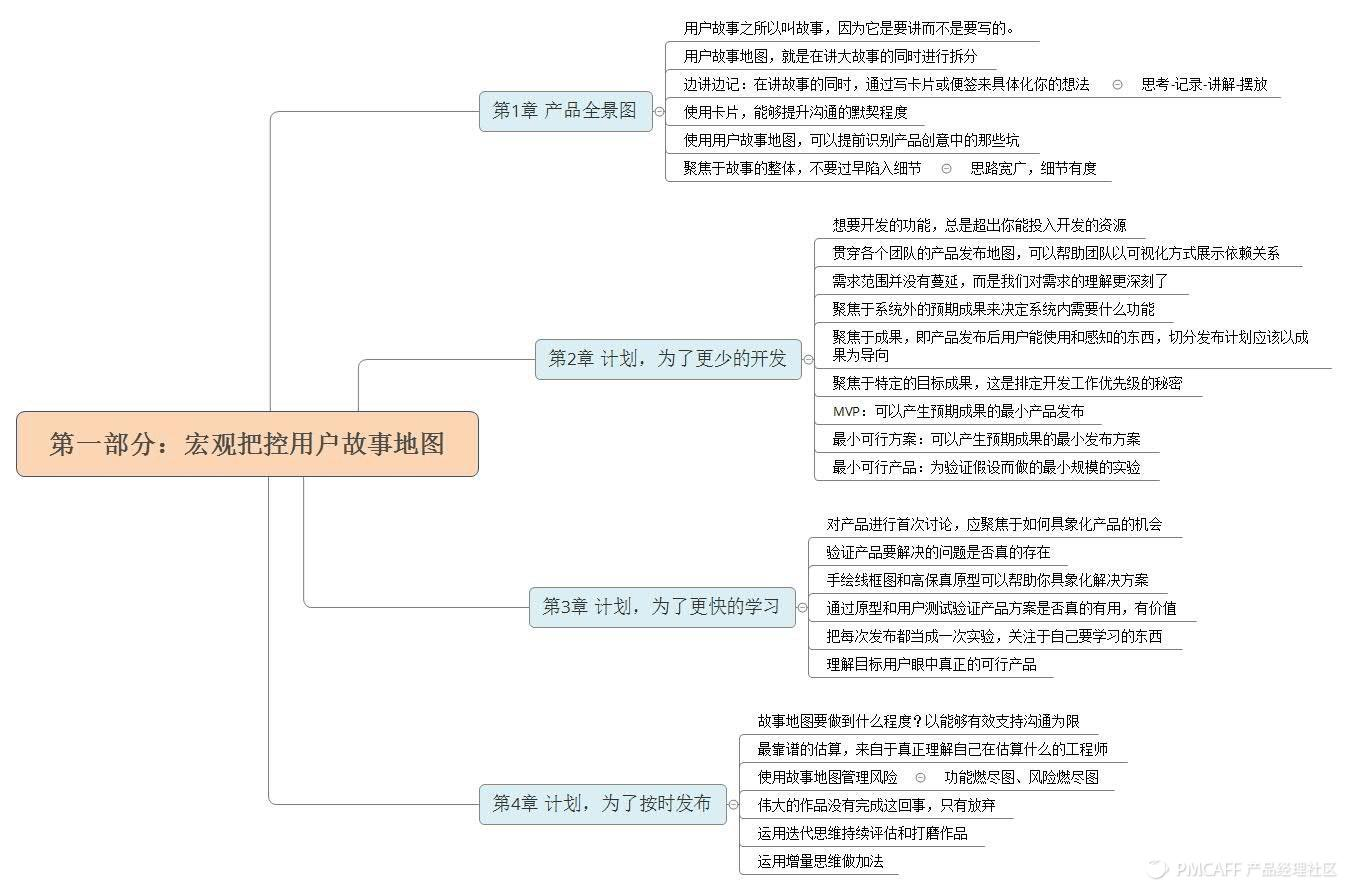 第一部分：宏观把控用户故事地图
第1章 产品全景图
用户故事之所以叫故事，因为它是要讲而不是要写的。
用户故事地图，就是在讲大故事的同时进行拆分
边讲边记：在讲故事的同时，通过写卡片或便签来具体化你的想法
思考-记录-讲解-摆放
使用卡片，能够提升沟通的默契程度
使用用户故事地图，可以提前识别产品创意中的那些坑
聚焦于故事的整体，不要过早陷入细节
思路宽广，细节有度
第2章 计划，为了更少的开发
想要开发的功能，总是超出你能投入开发的资源
贯穿各个团队的产品发布地图，可以帮助团队以可视化方式展示依赖关系
需求范围并没有蔓延，而是我们对需求的理解更深刻了
聚焦于系统外的预期成果来决定系统内需要什么功能
聚焦于成果，即产品发布后用户能使用和感知的东西，切分发布计划应该以成
果为导向
聚焦于特定的目标成果，这是排定开发工作优先级的秘密
MVP：可以产生预期成果的最小产品发布
最小可行方案：可以产生预期成果的最小发布方案
最小可行产品：为验证假设而做的最小规模的实验
第3章 计划，为了更快的学习
对产品进行首次讨论，应聚焦于如何具象化产品的机会
验证产品要解决的问题是否真的存在
手绘线框图和高保真原型可以帮助你具象化解决方案
通过原型和用户测试验证产品方案是否真的有用，有价值
把每次发布都当成一次实验，关注于自己要学习的东西
理解目标用户眼中真正的可行产品
第4章 计划，为了按时发布
故事地图要做到什么程度？以能够有效支持沟通为限
最靠谱的估算，来自于真正理解自己在估算什么的工程师
使用故事地图管理风险
功能燃尽图、风险燃尽图
伟大的作品没有完成这回事，只有放弃
运用迭代思维持续评估和打磨作品
运用增量思维做加法
PMCAFF 产品经理社区